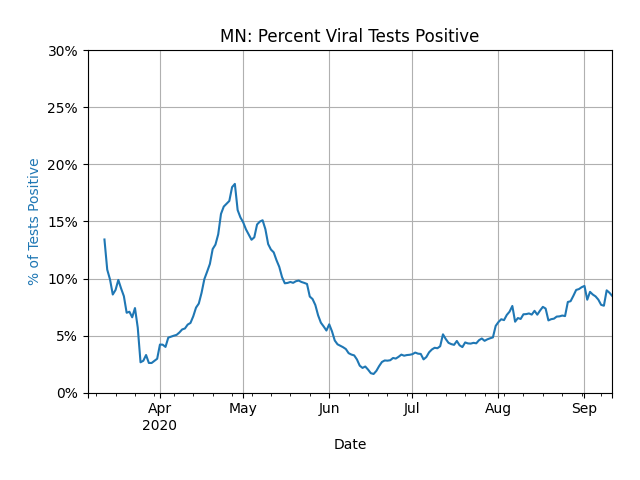 MN: Percent Viral Tests Positive
30%
25%
20%
15%
10%
5%
0%
% of Tests Positive
Apr May Jun Jul Aug Sep
2020
Date